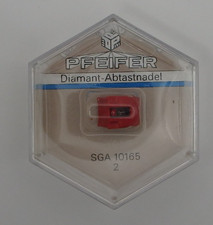 PFEIFER
Diamant-Abtastnadel
SGA 10165
2